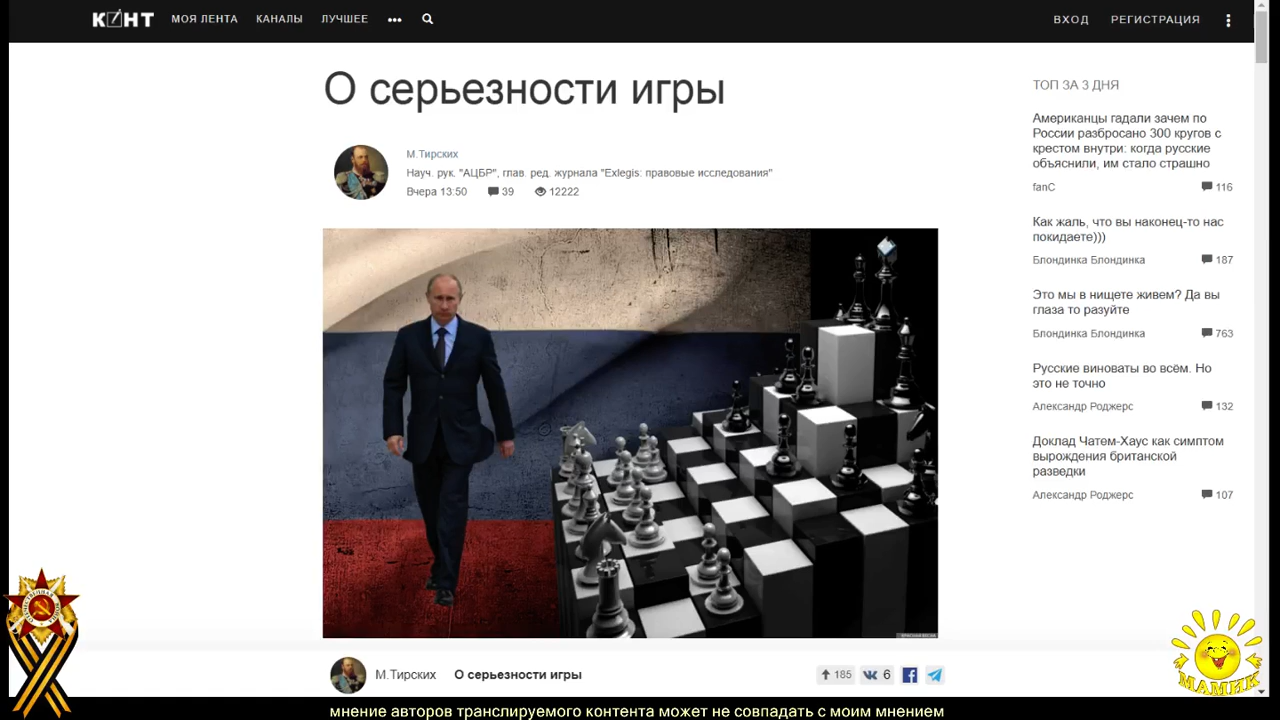 КОНТ
МОЯ ЛЕНТА КАНАЛЫ ЛУЧШЕЕ
ВХОД РЕГИСТРАЦИЯ
О серьезности игры
М.Тирских
Науч. рук. "АЦБР", глав. ред. журнала "Exlegis: правовые исследования"
Вчера 13:50 39 12222
ТОП ЗА 3 ДНЯ
Американцы гадали зачем по
России разбросано 300 кругов с
крестом внутри: когда русские
объяснили, им стало страшно
fanC 116
Как жаль, что вы наконец-то нас
покидаете)))
Блондинка Блондинка 187
Это мы в нищете живем? Да вы
глаза то разуйте
Блондинка Блондинка 763
Русские виноваты во всём. Но
это не точно
Александр Роджерс 132
Доклад Чатем-Хаус как симптом
вырождения британской
разведки
Александр Роджерс 107
М.Тирских О серьезности игры 185 6
МАМИК
мнение авторов транслируемого контента может не совпадать с моим мнением